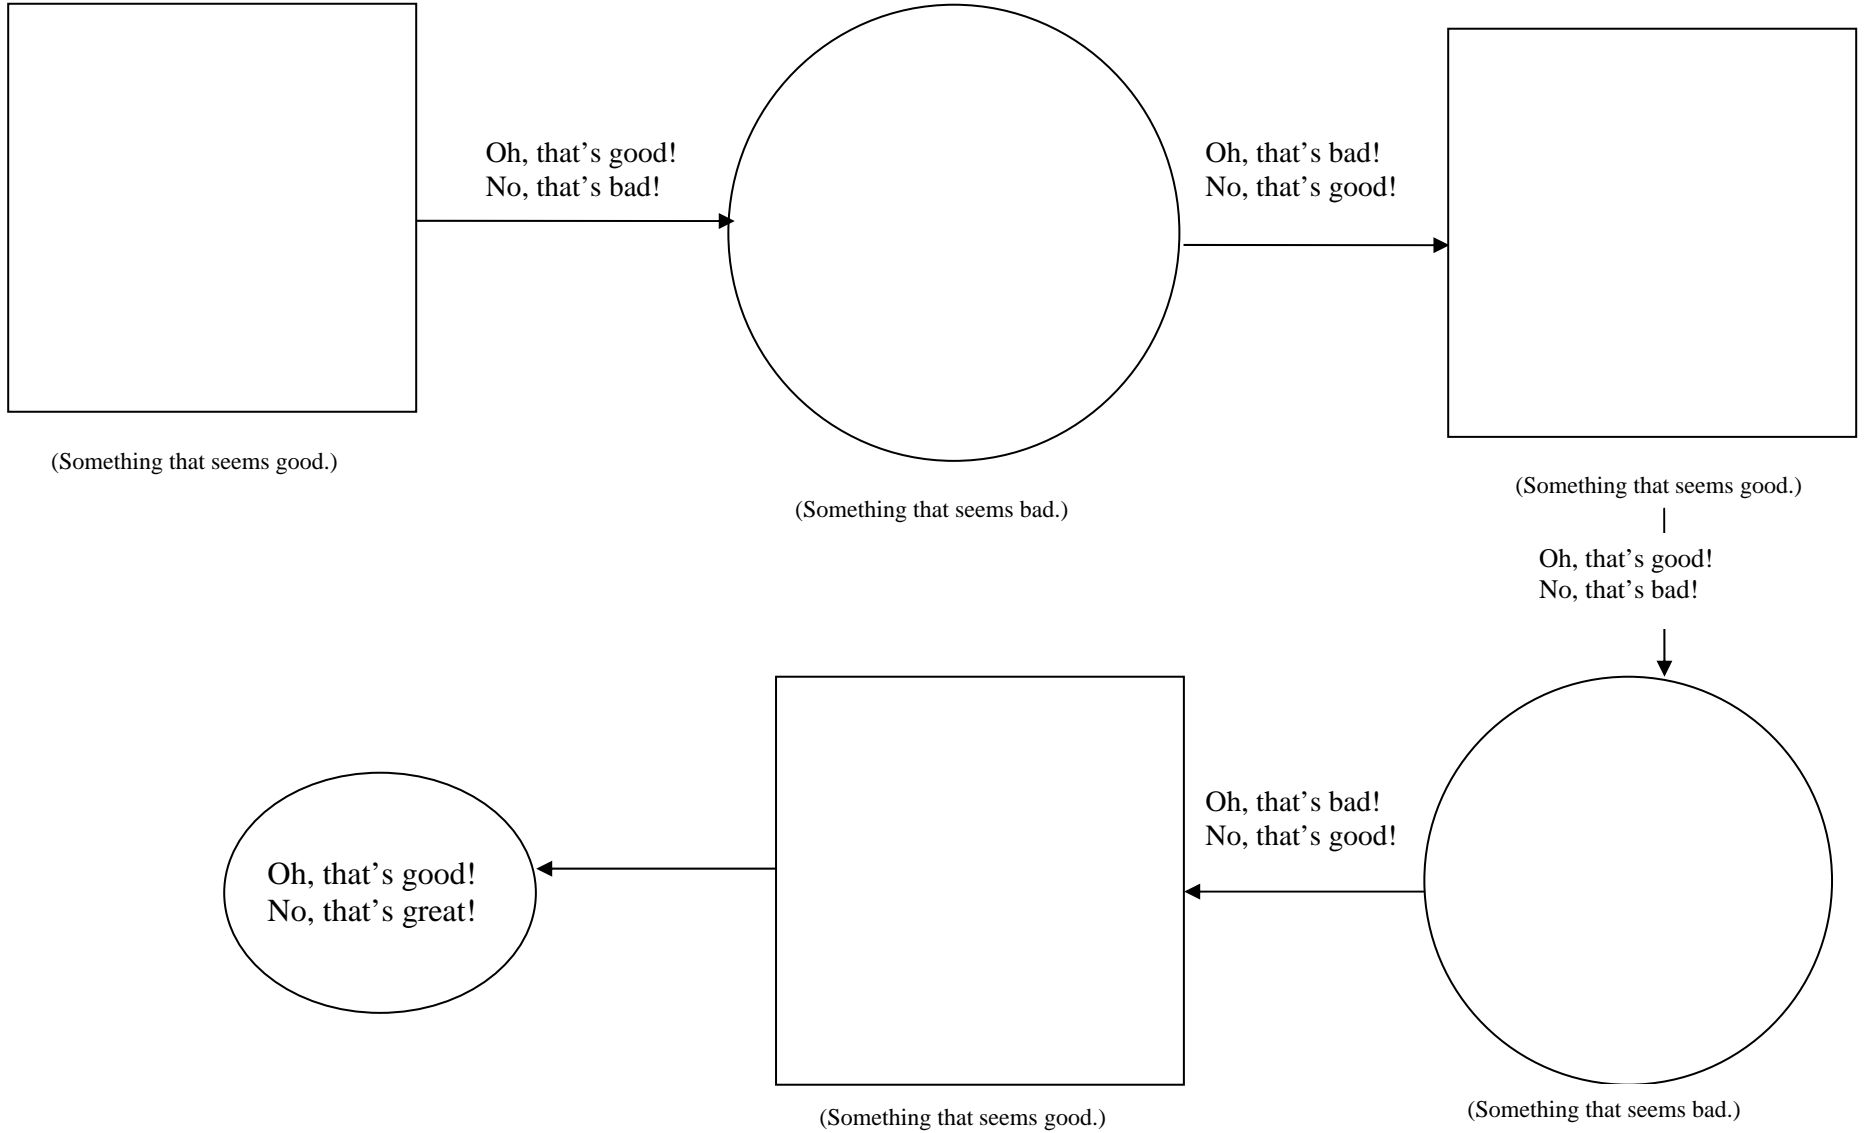 Oh, that’s good!
No, that’s bad!
Oh, that’s bad!
No, that’s good!
(Something that seems good.)
(Something that seems bad.)
(Something that seems good.)
Oh, that’s good!
No, that’s bad!
Oh, that’s bad!
No, that’s good!
(Something that seems bad.)
(Something that seems good.)
Oh, that’s good!
No, that’s great!